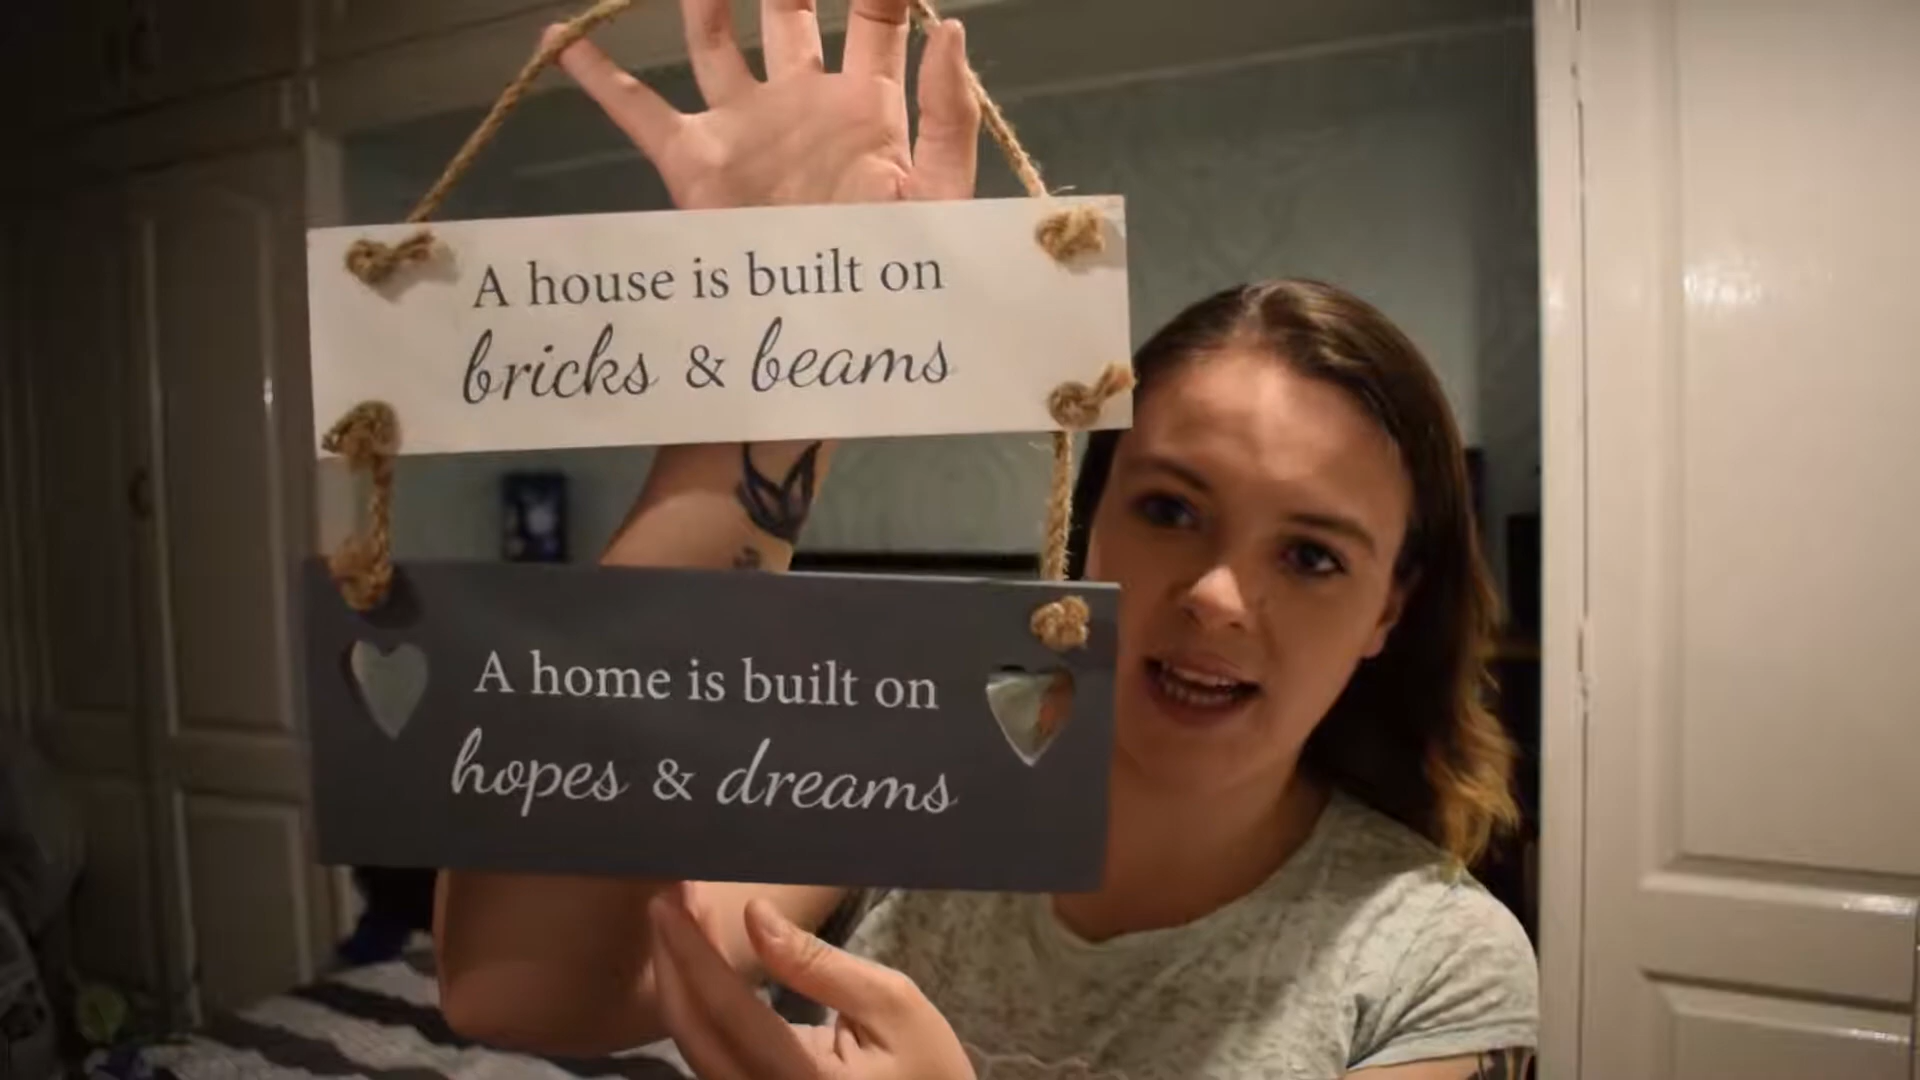 A house is built on
bricks & beams
A home is built on
hopes & dreams